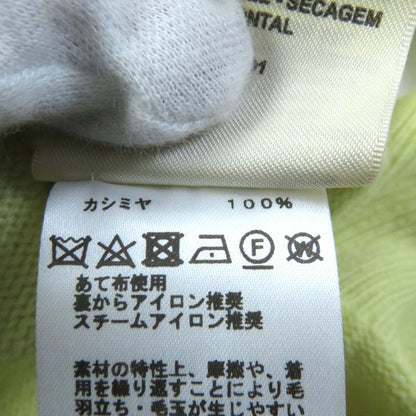 SECAGEM
M
カシミヤ 100%
F W
あて布使用
裏からアイロン推奨
スチームアイロン推奨
素材の特性上、摩擦や、着
用を繰り返すことにより毛
羽立ち・毛玉が生じやすい